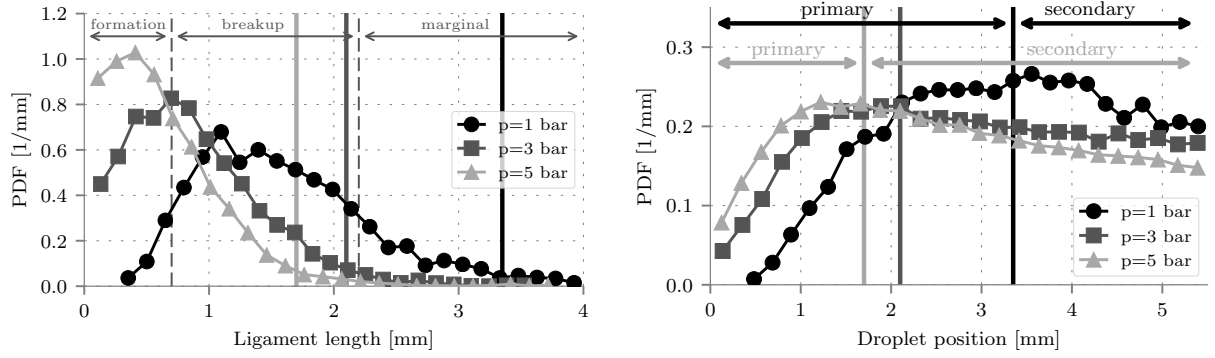 formation breakup marginal
1.2
1.0
0.8
0.6
0.4
0.2
0.0
PDF [1/mm]
p=1 bar
p=3 bar
p=5 bar
0 1 2 3 4
Ligament length [mm]
primary secondary
primary secondary
0.3
0.2
0.1
0.0
PDF [1/mm]
p=1 bar
p=3 bar
p=5 bar
0 1 2 3 4 5
Droplet position [mm]